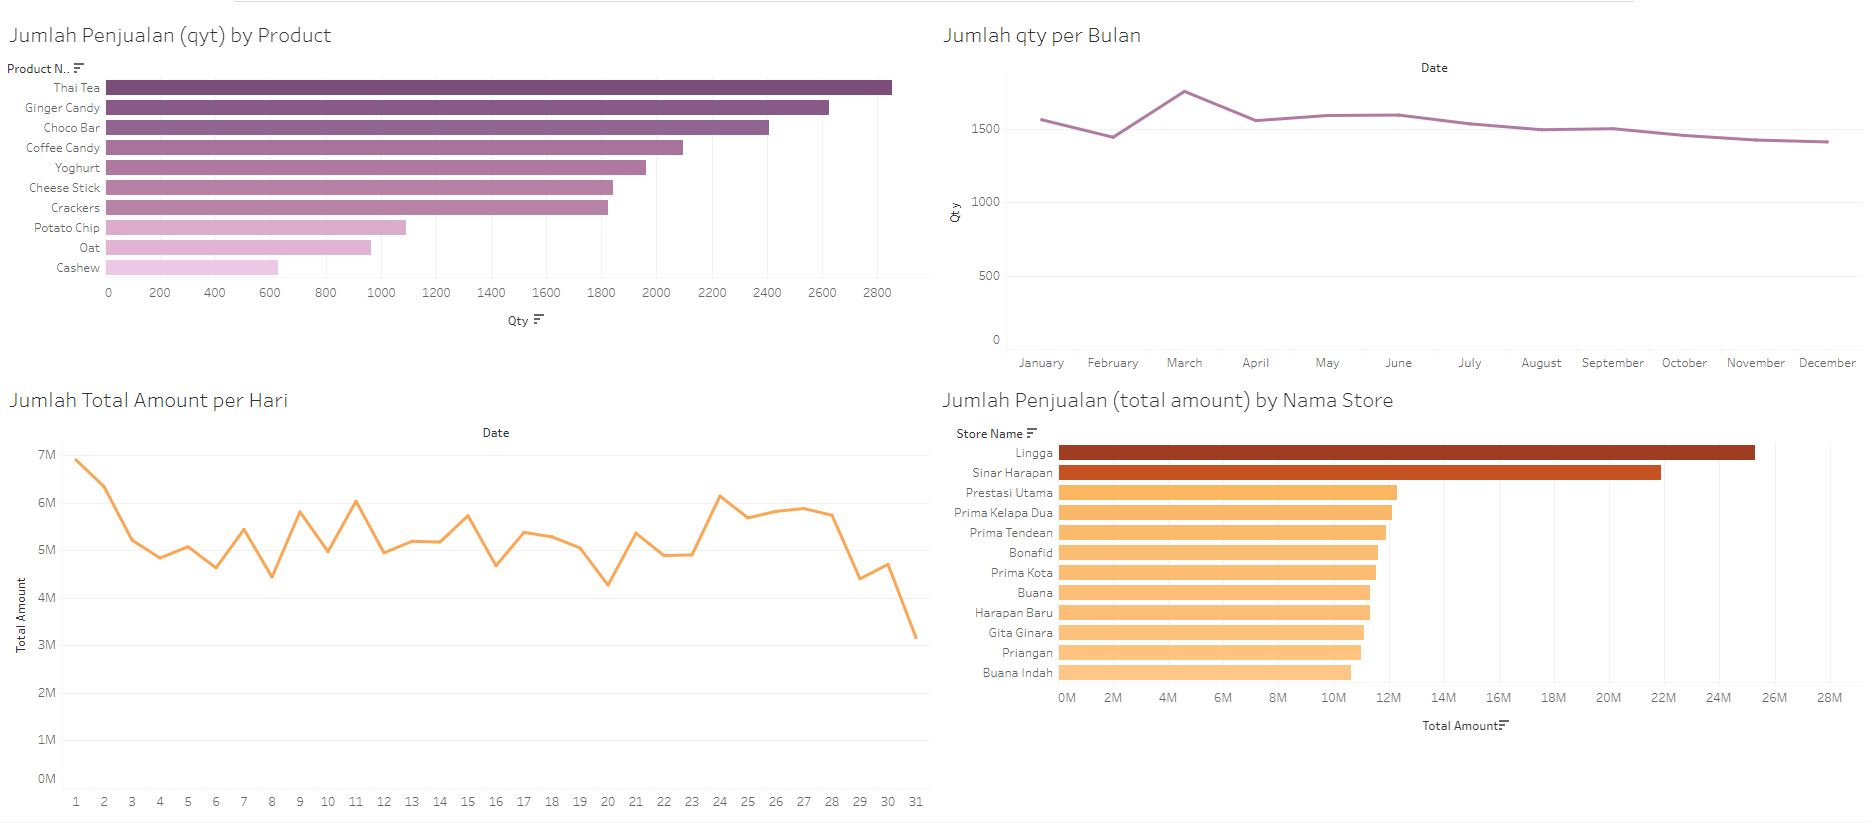 Jumlah Penjualan (qyt) by Product
Product N..
Thai Tea
Ginger Candy
Choco Bar
Coffee Candy
Yoghurt
Cheese Stick
Crackers
Potato Chip
Oat
Cashew
0 200 400 600 800 1000 1200 1400 1600 1800 2000 2200 2400 2600 2800
Qty
Jumlah qty per Bulan
Date
1500
1000
500
0
Qty
January February March April May June July August September October November December
Jumlah Total Amount per Hari
Date
7M
6M
5M
4M
3M
2M
1M
0M
Total Amount
1 2 3 4 5 6 7 8 9 10 11 12 13 14 15 16 17 18 19 20 21 22 23 24 25 26 27 28 29 30 31
Jumlah Penjualan (total amount) by Nama Store
Store Name
Lingga
Sinar Harapan
Prestasi Utama
Prima Kelapa Dua
Prima Tendean
Bonafid
Prima Kota
Buana
Harapan Baru
Gita Ginara
Priangan
Buana Indah
0M 2M 4M 6M 8M 10M 12M 14M 16M 18M 20M 22M 24M 26M 28M
Total Amount